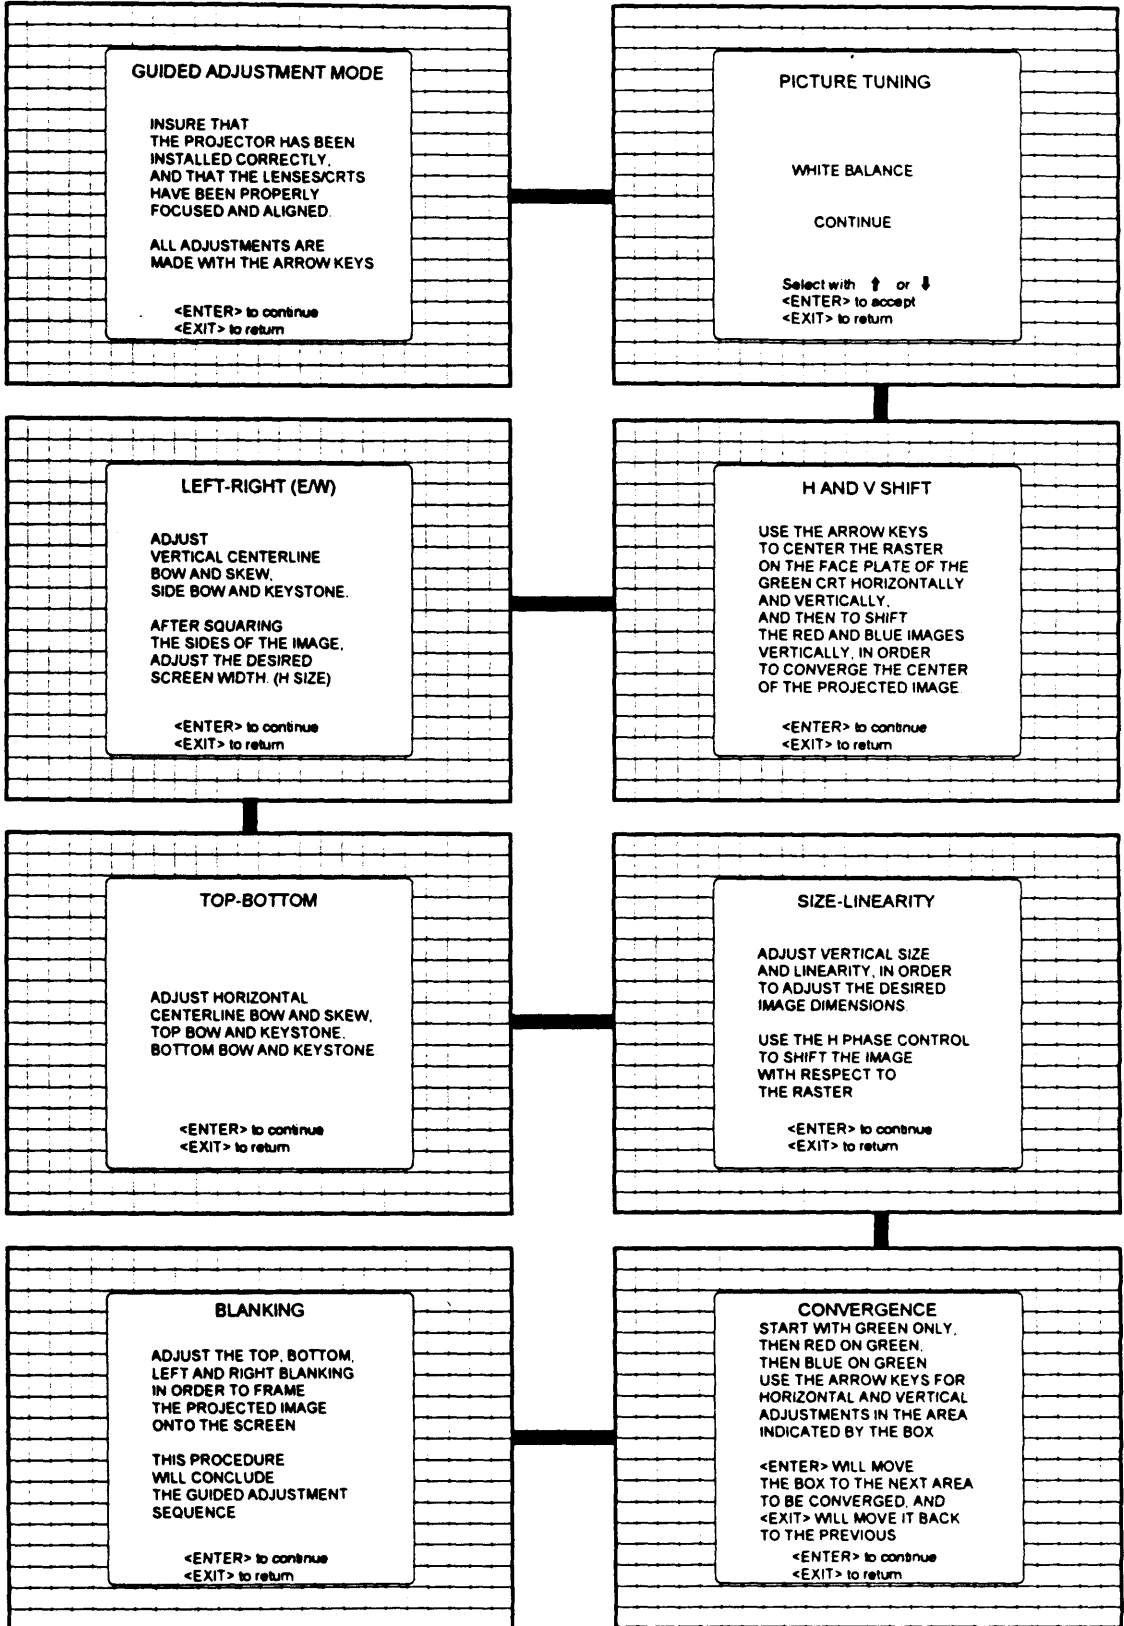 GUIDED ADJUSTMENT MODE
INSURE THAT
THE PROJECTOR HAS BEEN
INSTALLED CORRECTLY,
AND THAT THE LENSES/CRTS
HAVE BEEN PROPERLY
FOCUSED AND ALIGNED.
ALL ADJUSTMENTS ARE
MADE WITH THE ARROW KEYS
<ENTER> to continue
<EXIT> to return
PICTURE TUNING
WHITE BALANCE
CONTINUE
Select with ⬆ or ⬇
<ENTER> to accept
<EXIT> to return
LEFT-RIGHT (E/W)
ADJUST
VERTICAL CENTERLINE
BOW AND SKEW,
SIDE BOW AND KEYSTONE.
AFTER SQUARING
THE SIDES OF THE IMAGE,
ADJUST THE DESIRED
SCREEN WIDTH. (H SIZE)
<ENTER> to continue
<EXIT> to return
H AND V SHIFT
USE THE ARROW KEYS
TO CENTER THE RASTER
ON THE FACE PLATE OF THE
GREEN CRT HORIZONTALLY
AND VERTICALLY,
AND THEN TO SHIFT
THE RED AND BLUE IMAGES
VERTICALLY, IN ORDER
TO CONVERGE THE CENTER
OF THE PROJECTED IMAGE.
<ENTER> to continue
<EXIT> to return
TOP-BOTTOM
ADJUST HORIZONTAL
CENTERLINE BOW AND SKEW,
TOP BOW AND KEYSTONE.
BOTTOM BOW AND KEYSTONE
<ENTER> to continue
<EXIT> to return
SIZE-LINEARITY
ADJUST VERTICAL SIZE
AND LINEARITY, IN ORDER
TO ADJUST THE DESIRED
IMAGE DIMENSIONS.
USE THE H PHASE CONTROL
TO SHIFT THE IMAGE
WITH RESPECT TO
THE RASTER
<ENTER> to continue
<EXIT> to return
BLANKING
ADJUST THE TOP, BOTTOM,
LEFT AND RIGHT BLANKING
IN ORDER TO FRAME
THE PROJECTED IMAGE
ONTO THE SCREEN
THIS PROCEDURE
WILL CONCLUDE
THE GUIDED ADJUSTMENT
SEQUENCE
<ENTER> to continue
<EXIT> to return
CONVERGENCE
START WITH GREEN ONLY,
THEN RED ON GREEN,
THEN BLUE ON GREEN
USE THE ARROW KEYS FOR
HORIZONTAL AND VERTICAL
ADJUSTMENTS IN THE AREA
INDICATED BY THE BOX
<ENTER> WILL MOVE
THE BOX TO THE NEXT AREA
TO BE CONVERGED, AND
<EXIT> WILL MOVE IT BACK
TO THE PREVIOUS
<ENTER> to continue
<EXIT> to return